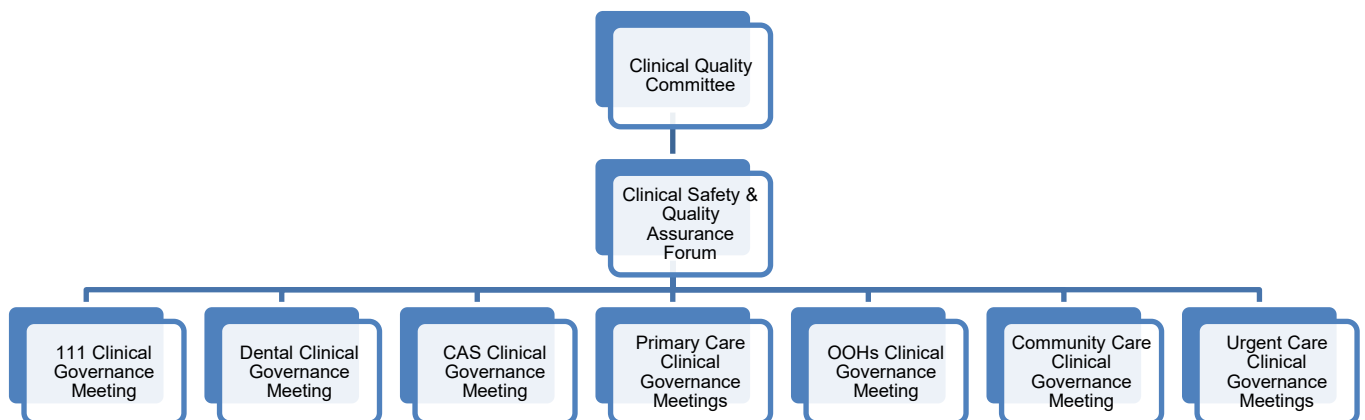 Clinical Quality
Committee
Clinical Safety &
Quality
Assurance
Forum
111 Clinical
Governance
Meeting
Dental Clinical
Governance
Meeting
CAS Clinical
Governance
Meeting
Primary Care
Clinical
Governance
Meetings
OOHs Clinical
Governance
Meeting
Community Care
Clinical
Governance
Meeting
Urgent Care
Clinical
Governance
Meetings